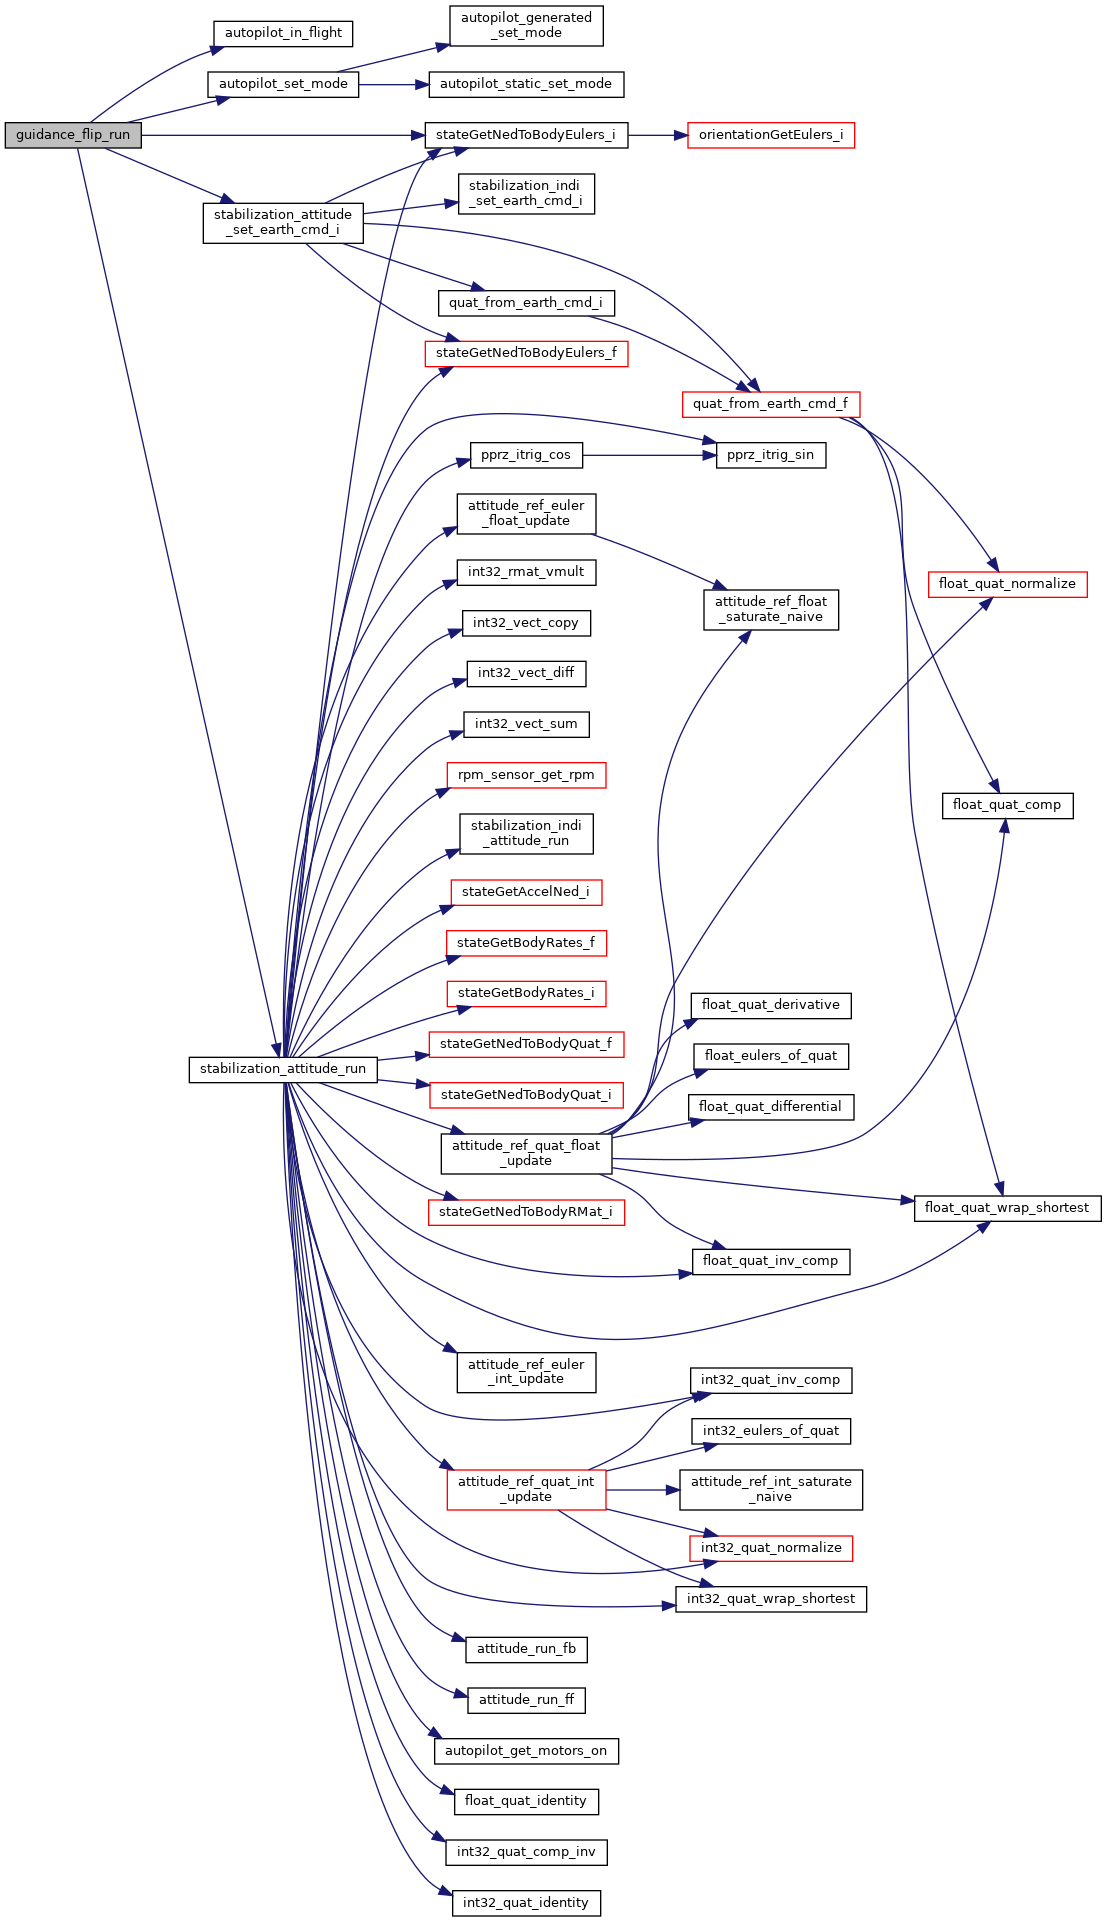 autopilot_in_flight
autopilot_generated
_set_mode
autopilot_set_mode
autopilot_static_set_mode
guidance_flip_run
stateGetNedToBodyEulers_i
orientationGetEulers_i
stabilization_attitude
_set_earth_cmd_i
stabilization_indi
_set_earth_cmd_i
quat_from_earth_cmd_i
stateGetNedToBodyEulers_f
quat_from_earth_cmd_f
pprz_itrig_cos
pprz_itrig_sin
attitude_ref_euler
_float_update
int32_rmat_vmult
float_quat_normalize
attitude_ref_float
_saturate_naive
int32_vect_copy
int32_vect_diff
int32_vect_sum
rpm_sensor_get_rpm
float_quat_comp
stabilization_indi
_attitude_run
stateGetAccelNed_i
stateGetBodyRates_f
stateGetBodyRates_i
float_quat_derivative
stateGetNedToBodyQuat_f
float_eulers_of_quat
stabilization_attitude_run
stateGetNedToBodyQuat_i
float_quat_differential
attitude_ref_quat_float
_update
stateGetNedToBodyRMat_i
float_quat_wrap_shortest
float_quat_inv_comp
attitude_ref_euler
_int_update
int32_quat_inv_comp
int32_eulers_of_quat
attitude_ref_quat_int
_update
attitude_ref_int_saturate
_naive
int32_quat_normalize
int32_quat_wrap_shortest
attitude_run_fb
attitude_run_ff
autopilot_get_motors_on
float_quat_identity
int32_quat_comp_inv
int32_quat_identity